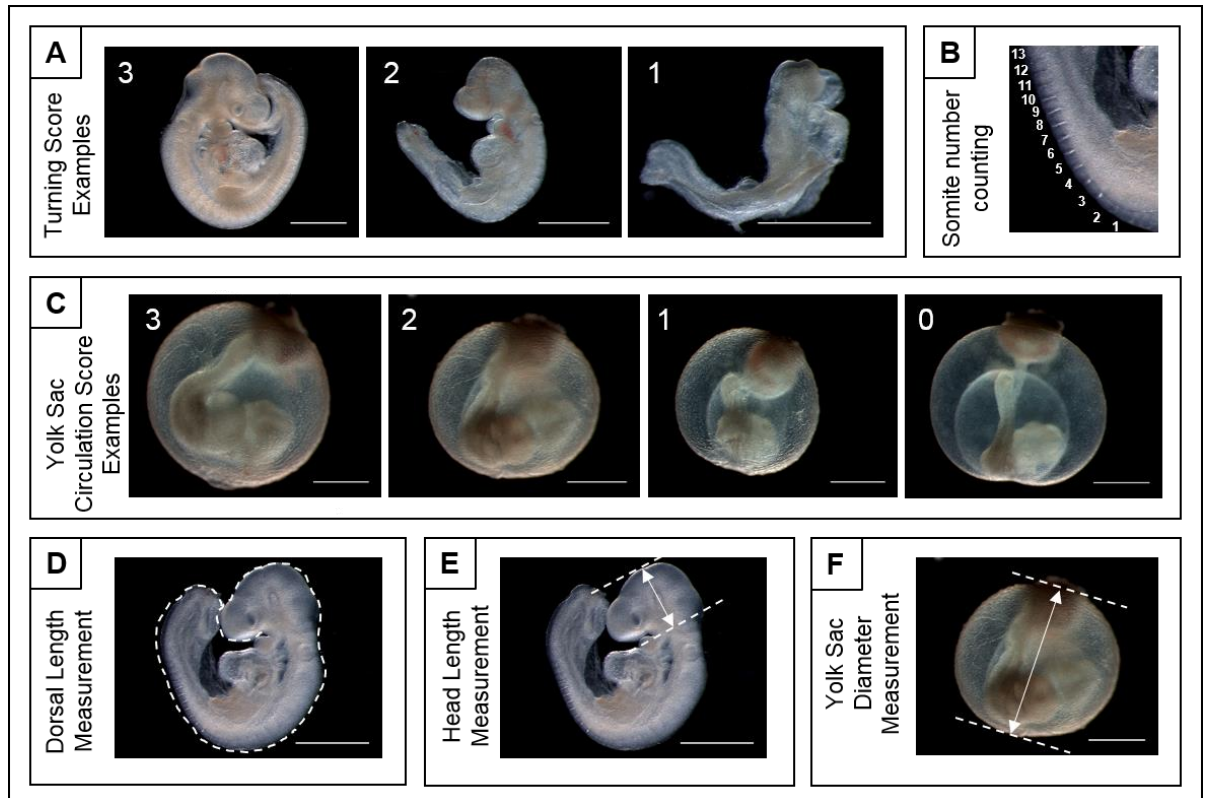 A
Turning Score
Examples
3
2
1
B
Somite number
counting
13
12
11
10
9
8
7
6
5
4
3
2
1
C
Yolk Sac
Circulation Score
Examples
3
2
1
0
D
Dorsal Length
Measurement
E
Head Length
Measurement
F
Yolk Sac
Diameter
Measurement